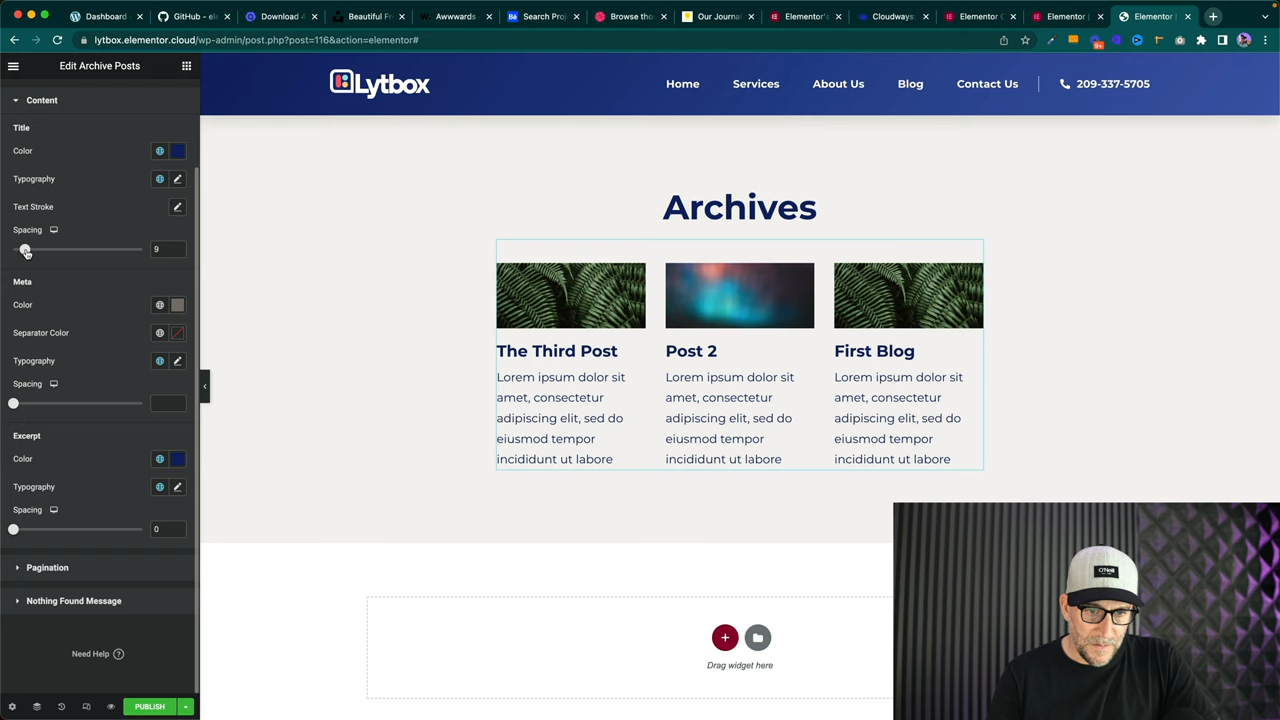 Dashboard
GitHub - ele
Download 4
Beautiful Fr
Awwwards
Search Proj
Browse thou
Our Journal
Elementor's
Cloudways
Elementor C
Elementor |
Elementor |
lytbox.elementor.cloud/wp-admin/post.php?post=116&action=elementor#
9+
Edit Archive Posts
Content
Title
Color
Typography
Text Stroke
Spacing
9
Meta
Color
Separator Color
Typography
Spacing
Excerpt
Color
Typography
Spacing
0
Pagination
Nothing Found Message
Need Help ?
PUBLISH
Lytbox
Home
Services
About Us
Blog
Contact Us
209-337-5705
Archives
The Third Post
Lorem ipsum dolor sit
amet, consectetur
adipiscing elit, sed do
eiusmod tempor
incididunt ut labore
Post 2
Lorem ipsum dolor sit
amet, consectetur
adipiscing elit, sed do
eiusmod tempor
incididunt ut labore
First Blog
Lorem ipsum dolor sit
amet, consectetur
adipiscing elit, sed do
eiusmod tempor
incididunt ut labore
Drag widget here
O'NEILL